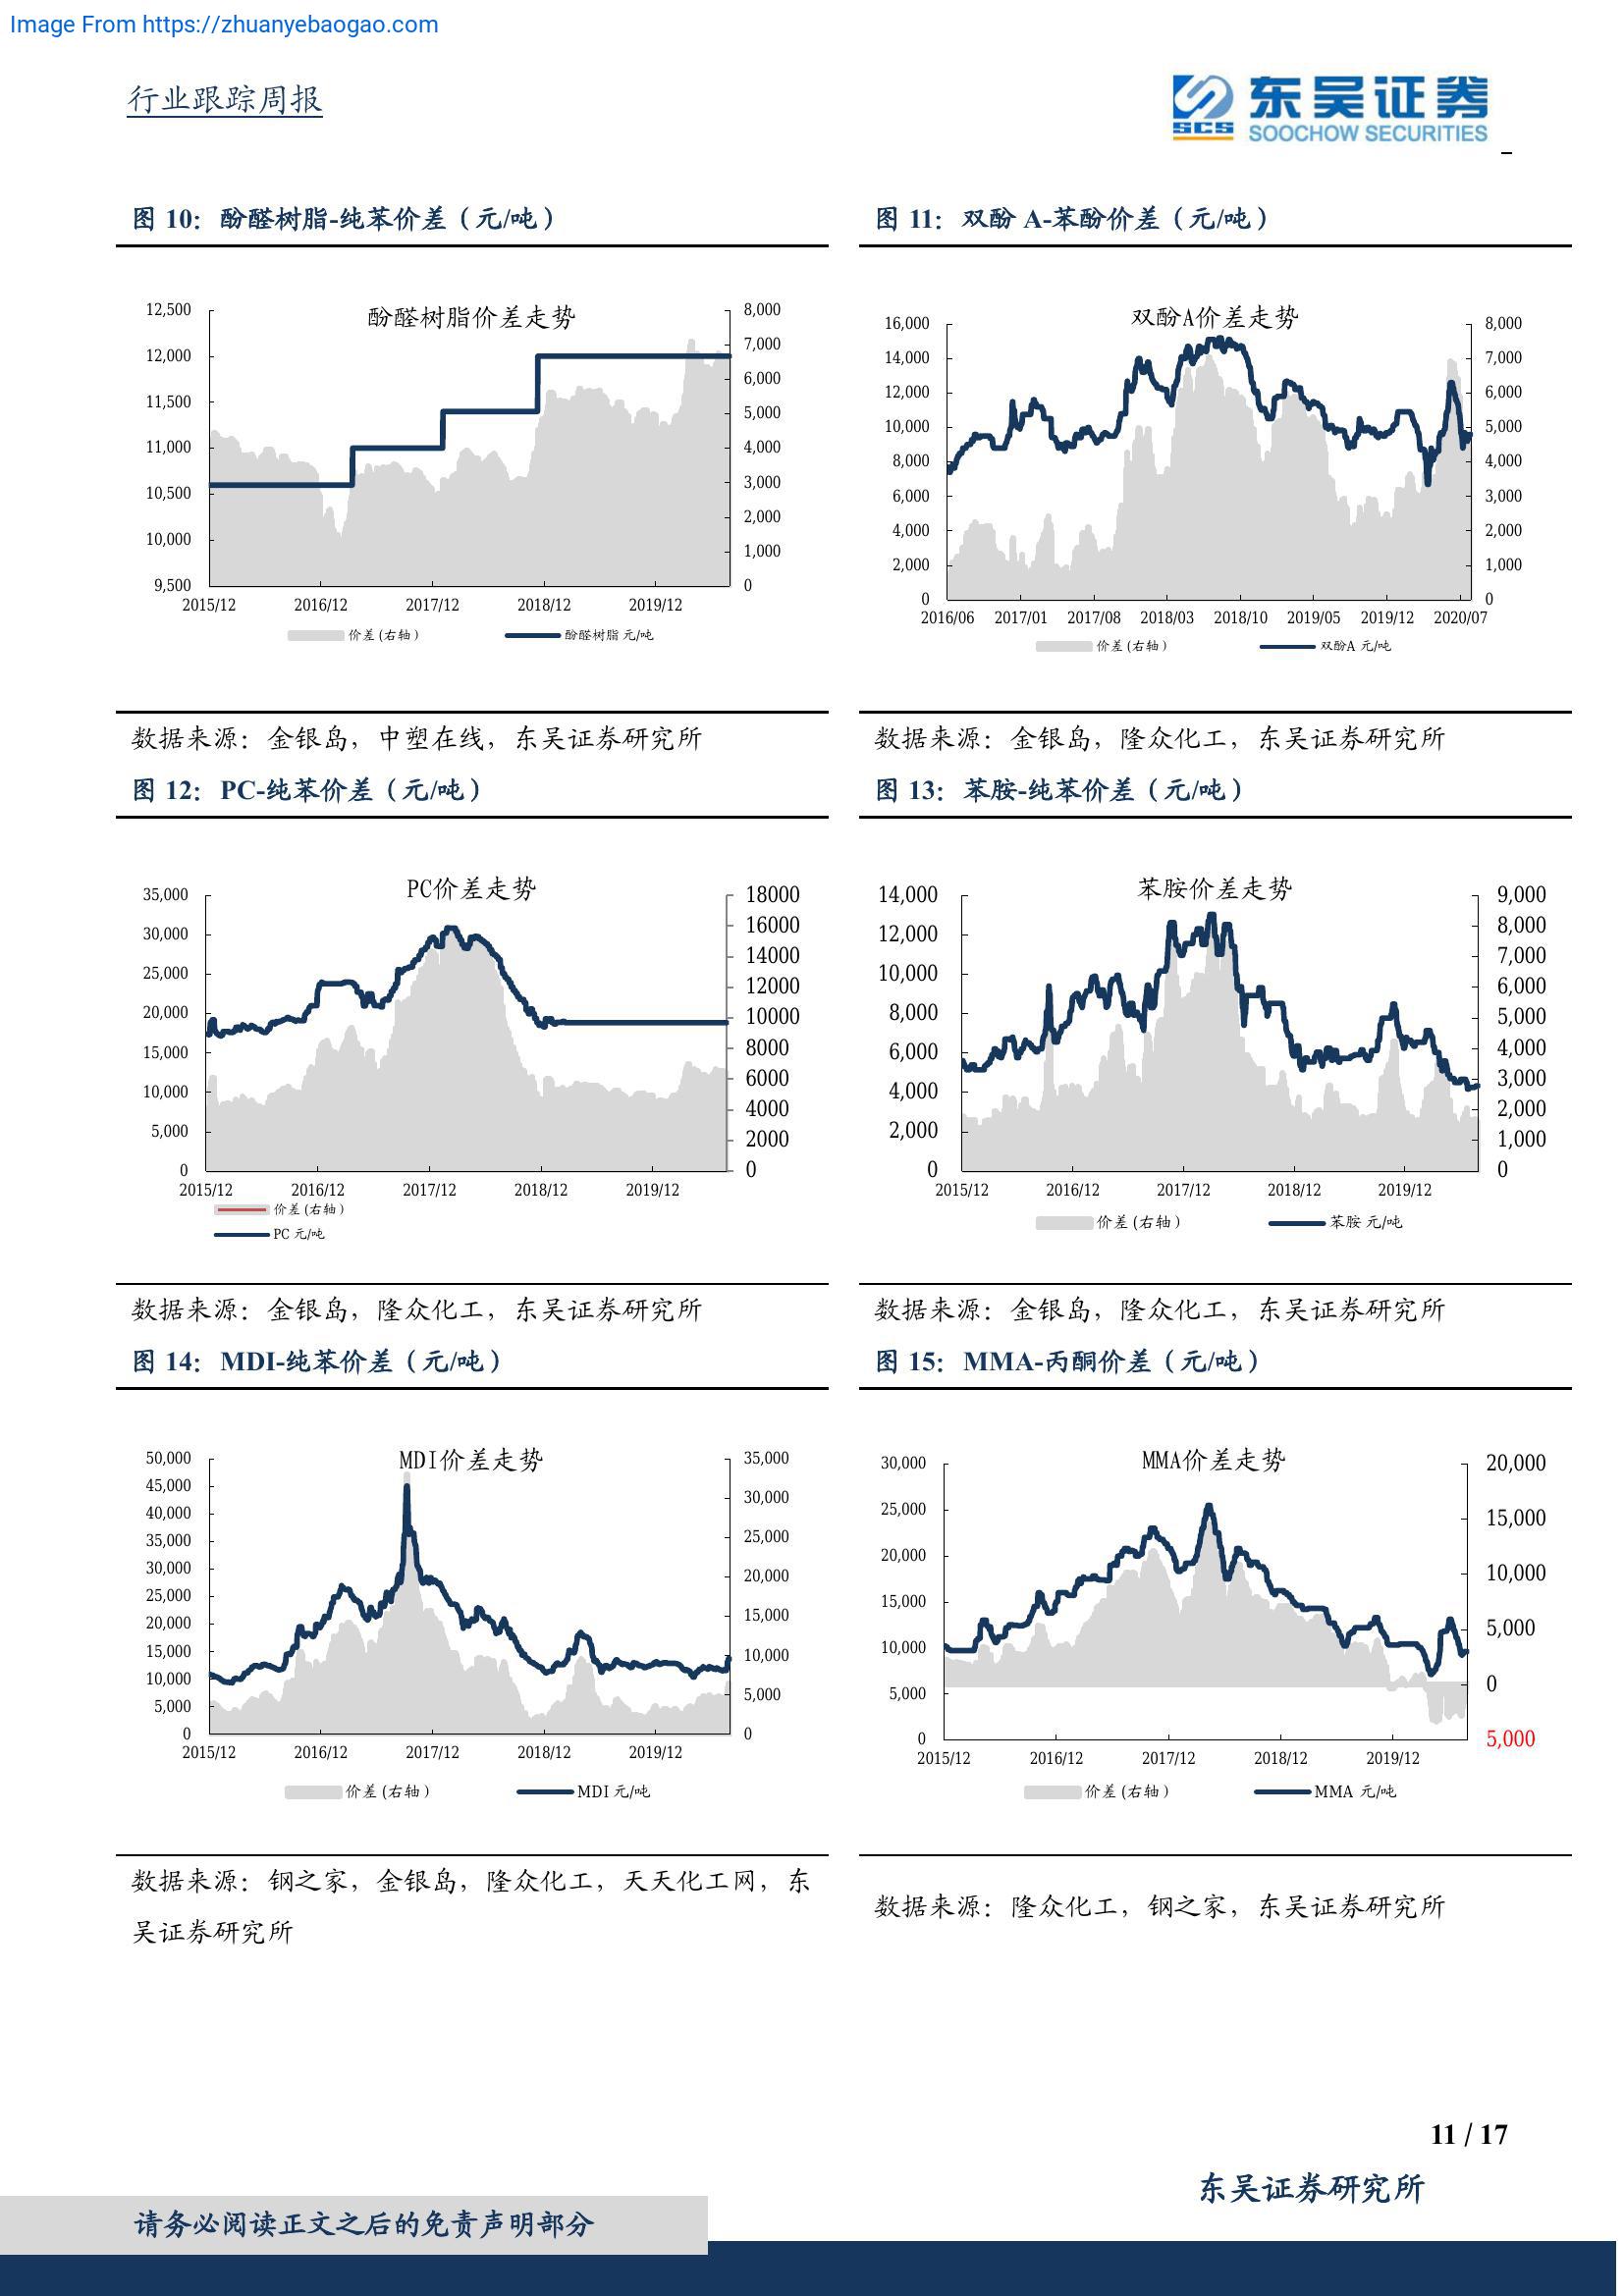 Image From https://zhuanyebaogao.com
行业跟踪周报
东吴证券
SCS
SOOCHOW SECURITIES
图 10： 酚醛树脂-纯苯价差（元/吨）
酚醛树脂价差走势
12,500
12,000
11,500
11,000
10,500
10,000
9,500
8,000
7,000
6,000
5,000
4,000
3,000
2,000
1,000
0
2015/12 2016/12 2017/12 2018/12 2019/12
价差(右轴) 酚醛树脂 元/吨
数据来源：金银岛，中塑在线，东吴证券研究所
图 11： 双酚 A-苯酚价差（元/吨）
双酚A价差走势
16,000
14,000
12,000
10,000
8,000
6,000
4,000
2,000
0
8,000
7,000
6,000
5,000
4,000
3,000
2,000
1,000
0
2016/06 2017/01 2017/08 2018/03 2018/10 2019/05 2019/12 2020/07
价差(右轴) 双酚A 元/吨
数据来源：金银岛，隆众化工，东吴证券研究所
图 12： PC-纯苯价差（元/吨）
PC价差走势
35,000
30,000
25,000
20,000
15,000
10,000
5,000
0
18000
16000
14000
12000
10000
8000
6000
4000
2000
0
2015/12 2016/12 2017/12 2018/12 2019/12
价差(右轴)
PC 元/吨
数据来源：金银岛，隆众化工，东吴证券研究所
图 13： 苯胺-纯苯价差（元/吨）
苯胺价差走势
14,000
12,000
10,000
8,000
6,000
4,000
2,000
0
9,000
8,000
7,000
6,000
5,000
4,000
3,000
2,000
1,000
0
2015/12 2016/12 2017/12 2018/12 2019/12
价差(右轴) 苯胺 元/吨
数据来源：金银岛，隆众化工，东吴证券研究所
图 14： MDI-纯苯价差（元/吨）
MDI价差走势
50,000
45,000
40,000
35,000
30,000
25,000
20,000
15,000
10,000
5,000
0
35,000
30,000
25,000
20,000
15,000
10,000
5,000
0
2015/12 2016/12 2017/12 2018/12 2019/12
价差(右轴) MDI 元/吨
数据来源：钢之家，金银岛，隆众化工，天天化工网，东
吴证券研究所
图 15： MMA-丙酮价差（元/吨）
MMA价差走势
30,000
25,000
20,000
15,000
10,000
5,000
0
20,000
15,000
10,000
5,000
0
5,000
2015/12 2016/12 2017/12 2018/12 2019/12
价差(右轴) MMA 元/吨
数据来源：隆众化工，钢之家，东吴证券研究所
11 / 17
东吴证券研究所
请务必阅读正文之后的免责声明部分